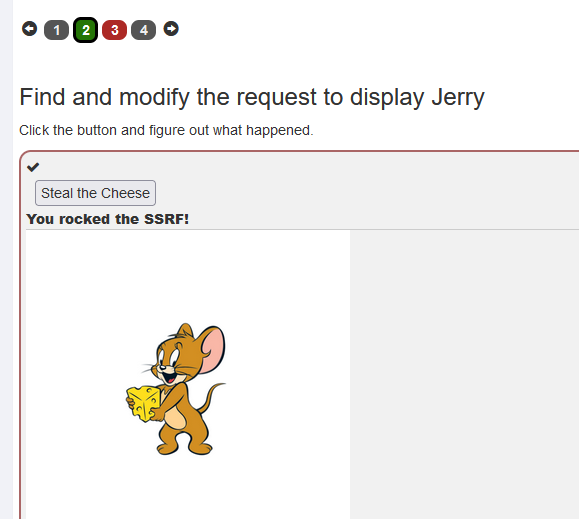 1 2 3 4
Find and modify the request to display Jerry
Click the button and figure out what happened.
Steal the Cheese
You rocked the SSRF!